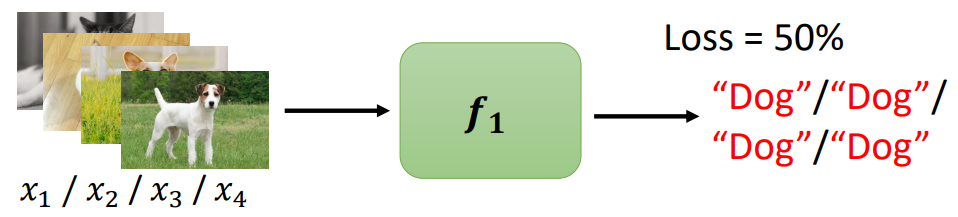 Loss = 50%
f₁
"Dog"/"Dog"/
"Dog"/"Dog"
x₁ / x₂ / x₃ / x₄